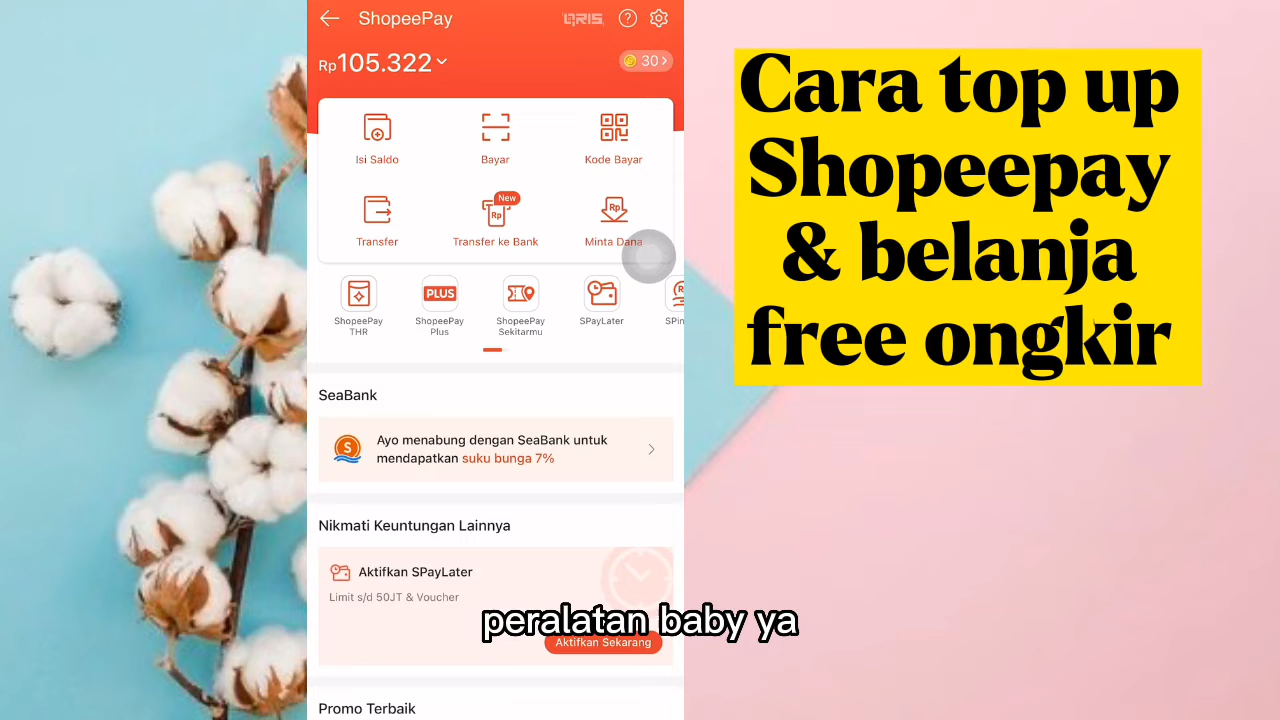 ShopeePay
QRIS
Rp105.322
30
Isi Saldo
Bayar
Kode Bayar
New
Rp
Rp
Transfer
Transfer ke Bank
Minta Dana
PLUS
ShopeePay
THR
ShopeePay
Plus
ShopeePay
Sekitarmu
SPayLater
SPin
SeaBank
S
Ayo menabung dengan SeaBank untuk
mendapatkan suku bunga 7%
Nikmati Keuntungan Lainnya
Aktifkan SPayLater
Limit s/d 50JT & Voucher
Aktifkan Sekarang
Promo Terbaik
peralatan baby ya
Cara top up
Shopeepay
& belanja
free ongkir